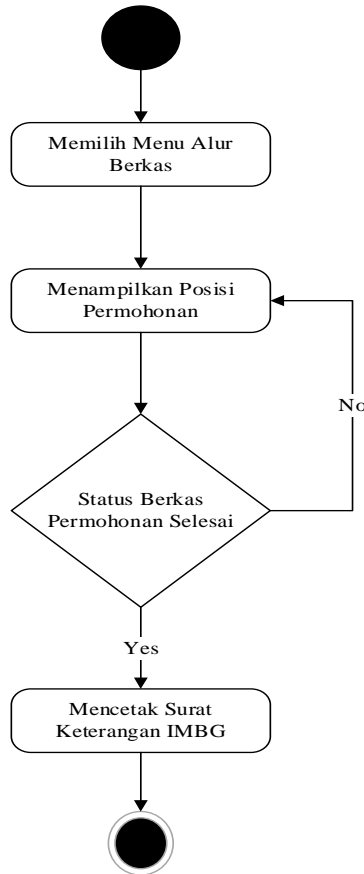 Memilih Menu Alur
Berkas
Menampilkan Posisi
Permohonan
No
Status Berkas
Permohonan Selesai
Yes
Mencetak Surat
Keterangan IMBG